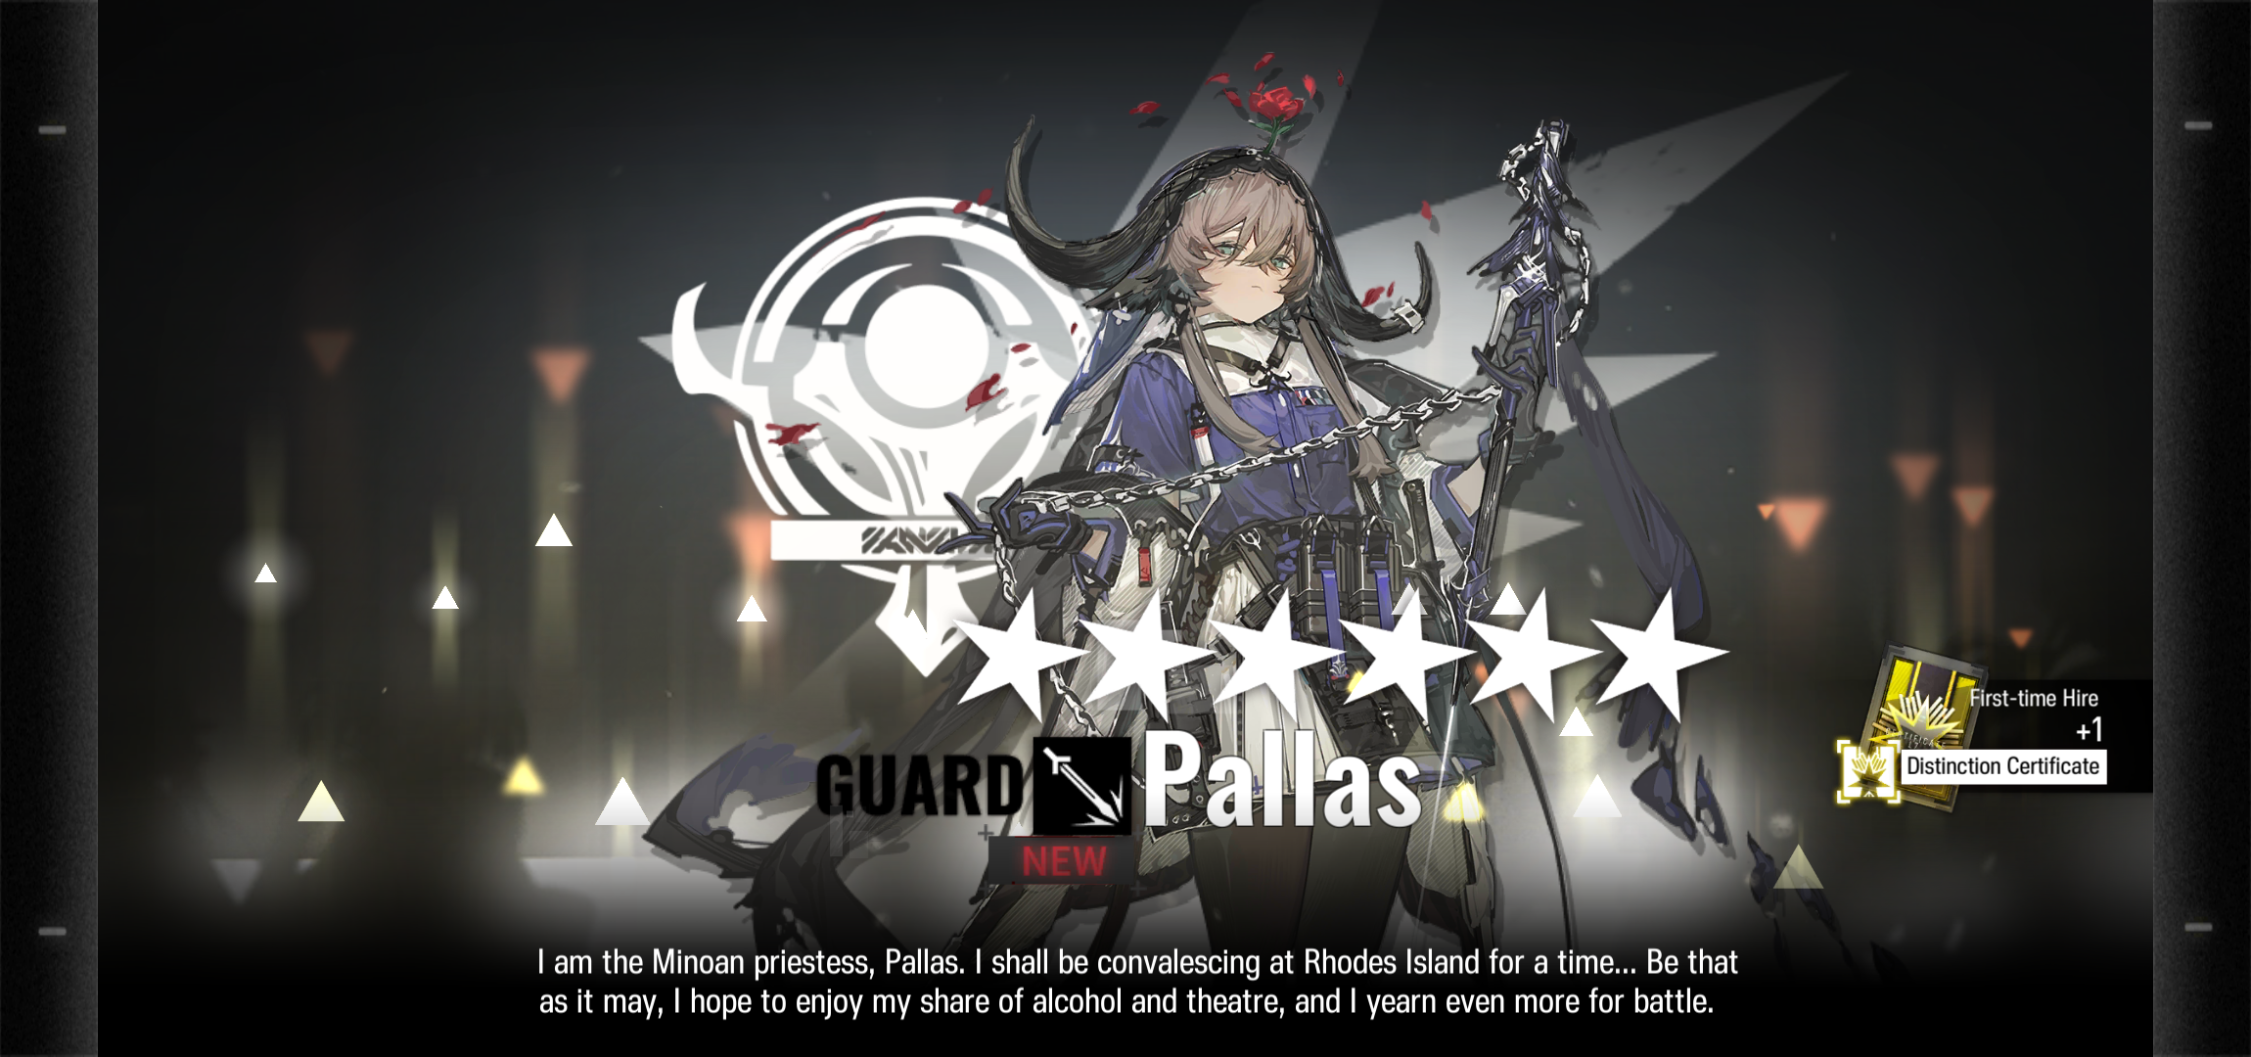 First-time Hire
+1
Distinction Certificate
GUARD Pallas
NEW
I am the Minoan priestess, Pallas. I shall be convalescing at Rhodes Island for a time... Be that
as it may, I hope to enjoy my share of alcohol and theatre, and I yearn even more for battle.